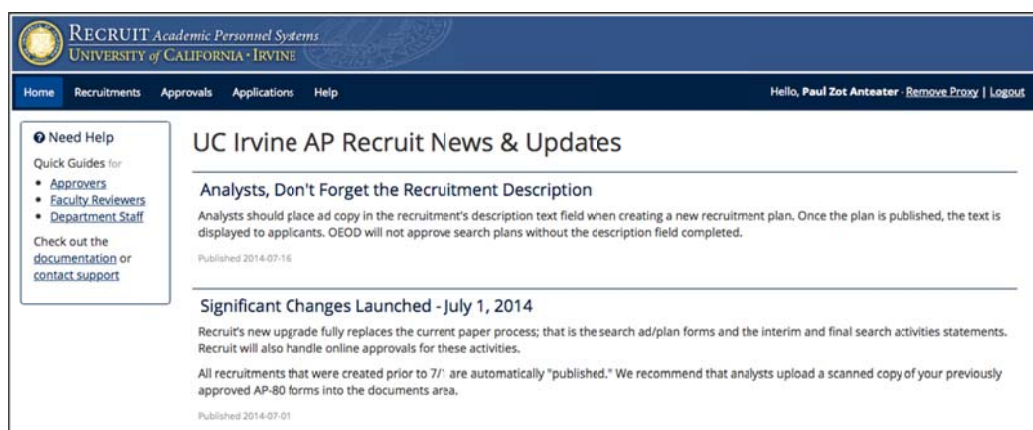 RECRUIT Academic Personnel Systems
UNIVERSITY of CALIFORNIA · IRVINE
Home Recruitments Approvals Applications Help Hello, Paul Zot Anteater · Remove Proxy | Logout
Need Help
Quick Guides for
• Approvers
• Faculty Reviewers
• Department Staff
Check out the
documentation or
contact support
UC Irvine AP Recruit News & Updates
Analysts, Don't Forget the Recruitment Description
Analysts should place ad copy in the recruitment's description text field when creating a new recruitment plan. Once the plan is published, the text is
displayed to applicants. OEOD will not approve search plans without the description field completed.
Published 2014-07-16
Significant Changes Launched - July 1, 2014
Recruit's new upgrade fully replaces the current paper process; that is the search ad/plan forms and the interim and final search activities statements.
Recruit will also handle online approvals for these activities.
All recruitments that were created prior to 7/1 are automatically "published." We recommend that analysts upload a scanned copy of your previously
approved AP-80 forms into the documents area.
Published 2014-07-01